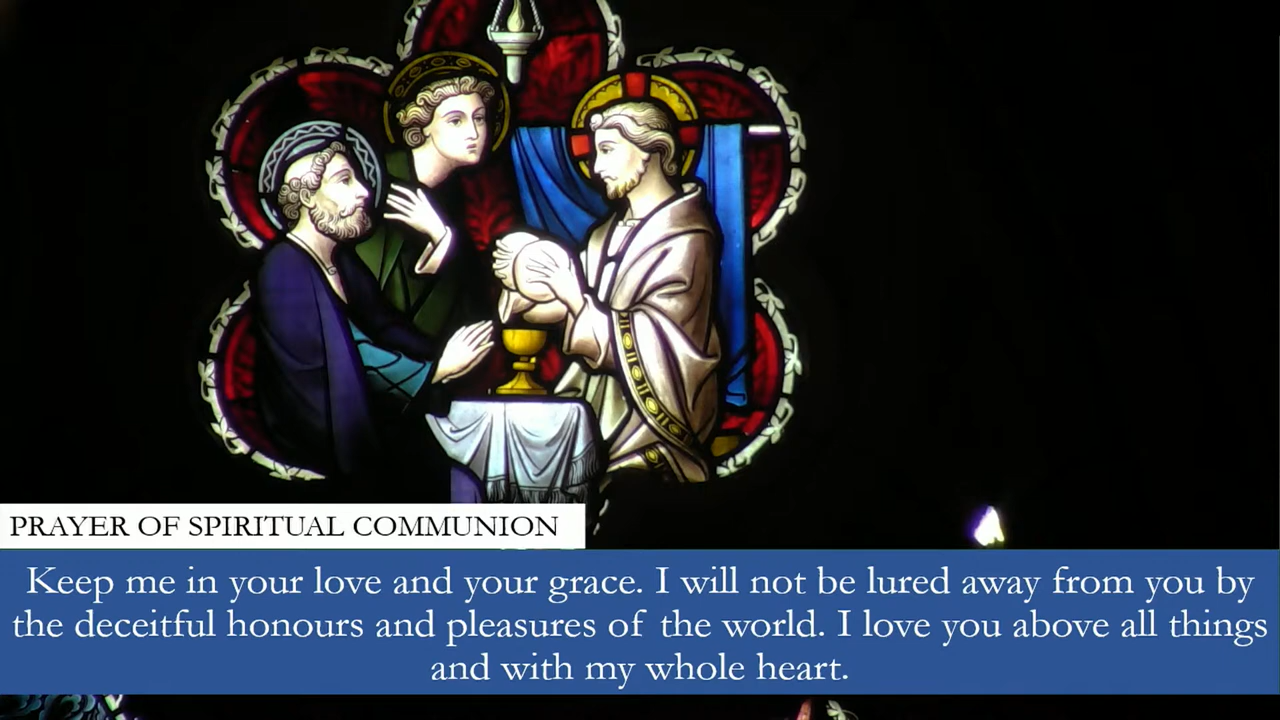 PRAYER OF SPIRITUAL COMMUNION
Keep me in your love and your grace. I will not be lured away from you by
the deceitful honours and pleasures of the world. I love you above all things
and with my whole heart.